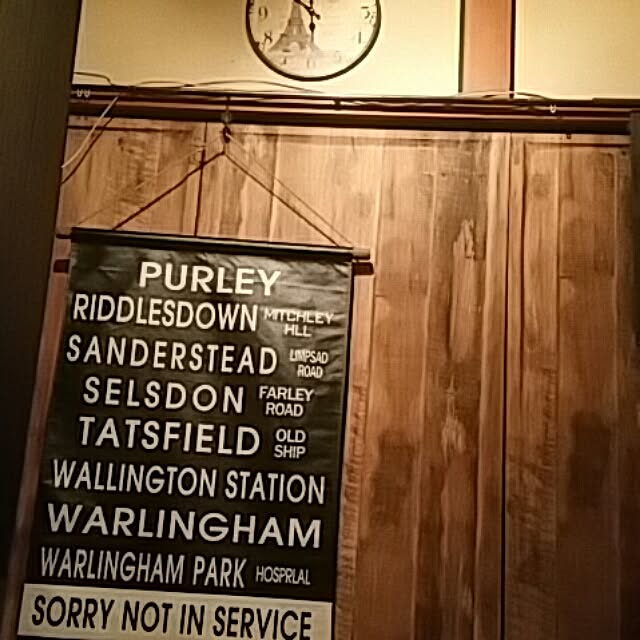 PURLEY
RIDDLESDOWN MITCHLEY HILL
SANDERSTEAD LIMPSAD ROAD
SELSDON FARLEY ROAD
TATSFIELD OLD SHIP
WALLINGTON STATION
WARLINGHAM
WARLINGHAM PARK HOSPRLAL
SORRY NOT IN SERVICE